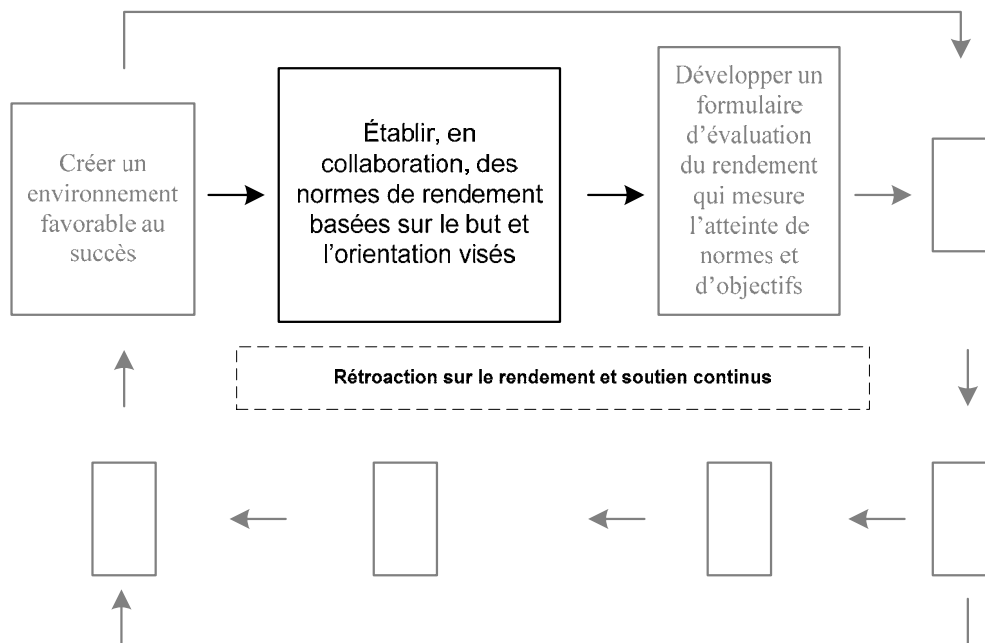 Créer un
environnement
favorable au
succès
Établir, en
collaboration, des
normes de rendement
basées sur le but et
l'orientation visés
Développer un
formulaire
d'évaluation
du rendement
qui mesure
l'atteinte de
normes et
d'objectifs
Rétroaction sur le rendement et soutien continus